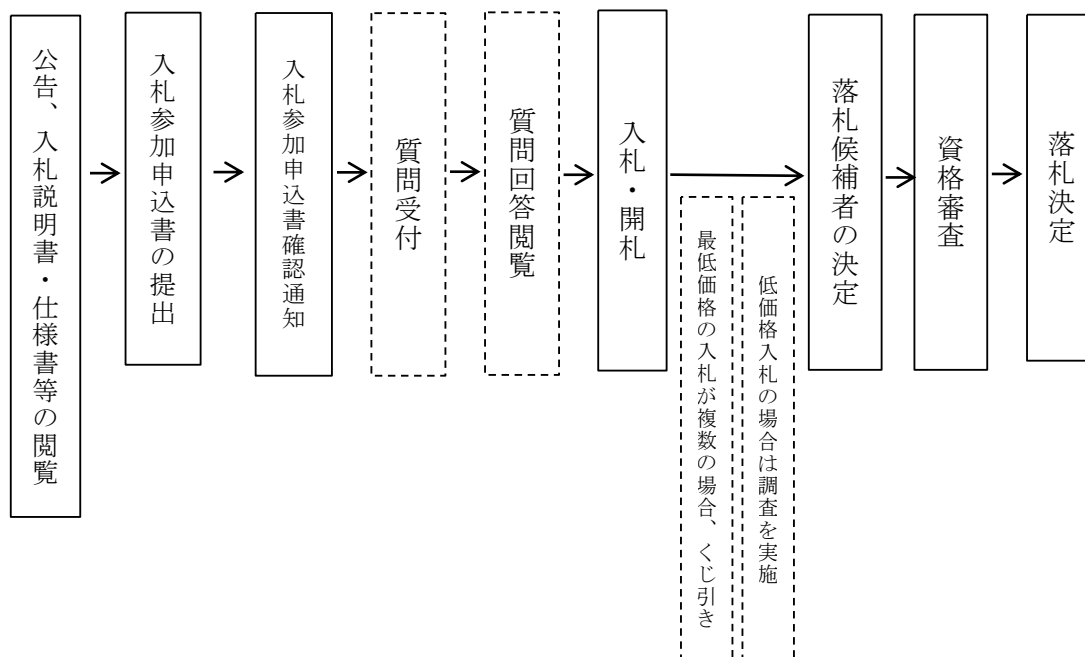 公告、入札説明書・仕様書等の閲覧
入札参加申込書の提出
入札参加申込書確認通知
質問受付
質問回答閲覧
入札・開札
最低価格の入札が複数の場合、くじ引き
低価格入札の場合は調査を実施
落札候補者の決定
資格審査
落札決定